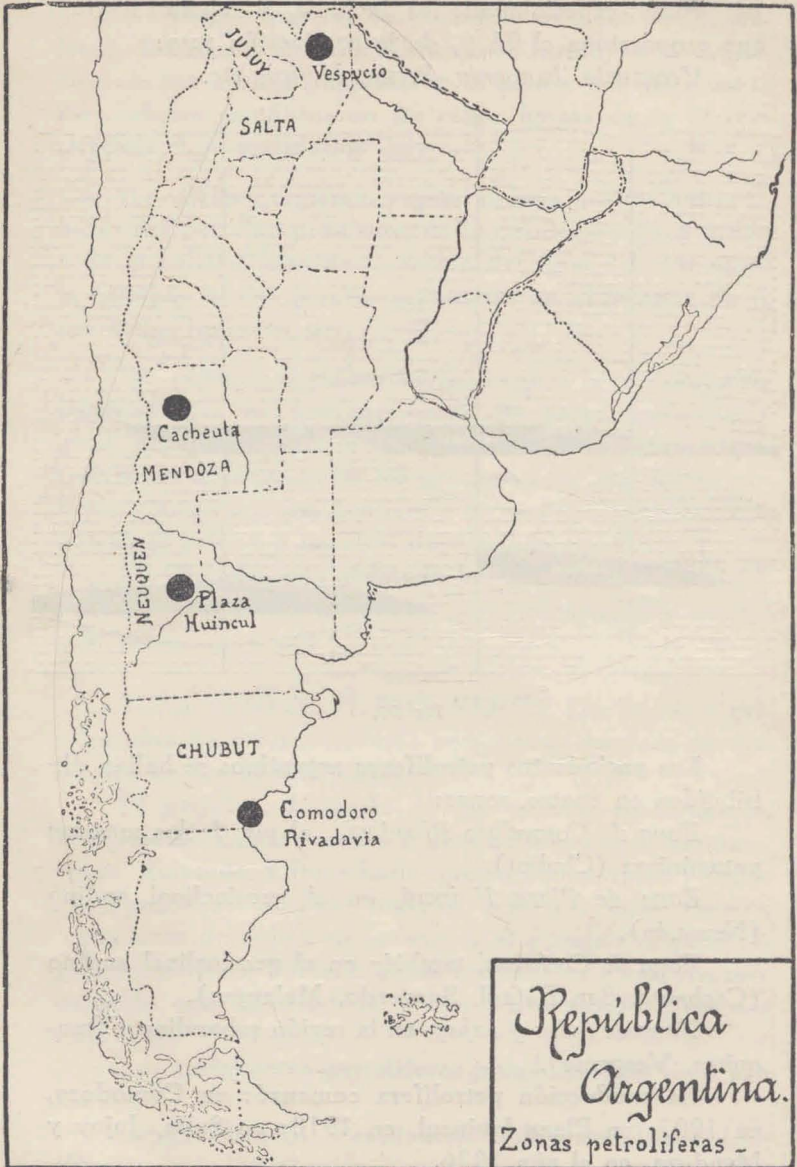 JUJUY
Vespucio
SALTA
Cacheuta
MENDOZA
NEUQUEN
Plaza
Huincul
CHUBUT
Comodoro
Rivadavia
República
Argentina.
Zonas petrolíferas -